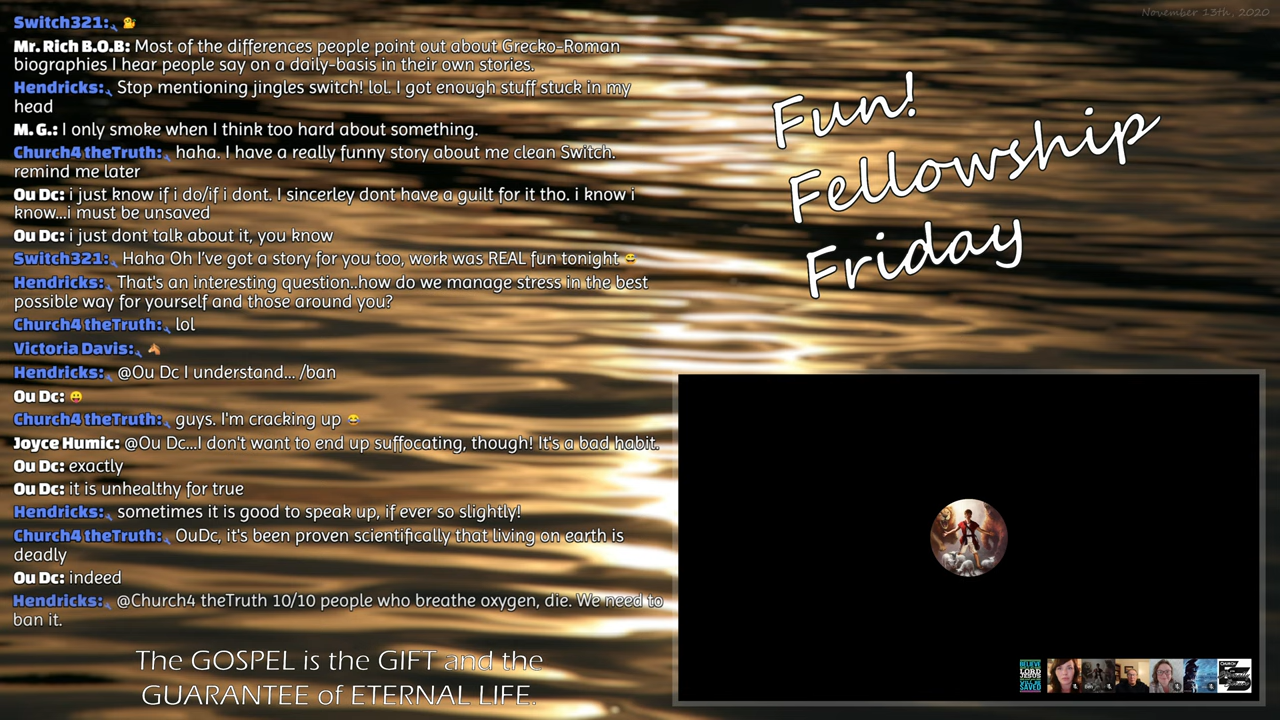 November 13th, 2020
Switch321:
Mr. Rich B.O.B: Most of the differences people point out about Grecko-Roman
biographies I hear people say on a daily-basis in their own stories.
Hendricks: Stop mentioning jingles switch! lol. I got enough stuff stuck in my
head
M. G.: I only smoke when I think too hard about something.
Church4 theTruth: haha. I have a really funny story about me clean Switch.
remind me later
Ou Dc: i just know if i do/if i dont. I sincerley dont have a guilt for it tho. i know i
know...i must be unsaved
Ou Dc: i just dont talk about it, you know
Switch321: Haha Oh I've got a story for you too, work was REAL fun tonight 😅
Hendricks: That's an interesting question..how do we manage stress in the best
possible way for yourself and those around you?
Church4 theTruth: lol
Victoria Davis: 🐴
Hendricks: @Ou Dc I understand... /ban
Ou Dc: 😛
Church4 theTruth: guys. I'm cracking up 😂
Joyce Humic: @Ou Dc...I don't want to end up suffocating, though! It's a bad habit.
Ou Dc: exactly
Ou Dc: it is unhealthy for true
Hendricks: sometimes it is good to speak up, if ever so slightly!
Church4 theTruth: OuDc, it's been proven scientifically that living on earth is
deadly
Ou Dc: indeed
Hendricks: @Church4 theTruth 10/10 people who breathe oxygen, die. We need to
ban it.
The GOSPEL is the GIFT and the
GUARANTEE of ETERNAL LIFE.
Fun!
Fellowship
Friday
BELIEVE
LORD
JESUS
SAVED